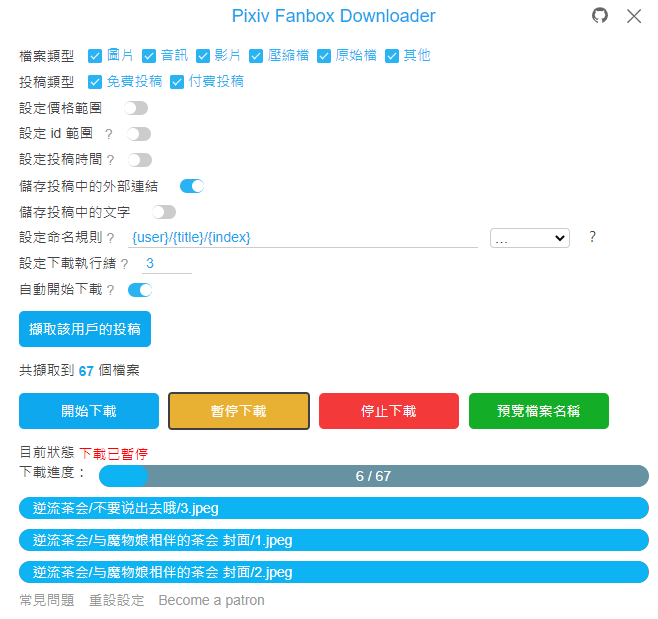 Pixiv Fanbox Downloader
檔案類型 圖片 音訊 影片 壓縮檔 原始檔 其他
投稿類型 免費投稿 付費投稿
設定價格範圍
設定 id 範圍 ?
設定投稿時間 ?
儲存投稿中的外部連結
儲存投稿中的文字
設定命名規則 ? {user}/{title}/{index} ... ?
設定下載執行緒 ? 3
自動開始下載 ?
擷取該用戶的投稿
共擷取到 67 個檔案
開始下載 暫停下載 停止下載 預覽檔案名稱
目前狀態 下載已暫停
下載進度： 6 / 67
逆流茶会/不要说出去哦/3.jpeg
逆流茶会/与魔物娘相伴的茶会 封面/1.jpeg
逆流茶会/与魔物娘相伴的茶会 封面/2.jpeg
常見問題 重設設定 Become a patron